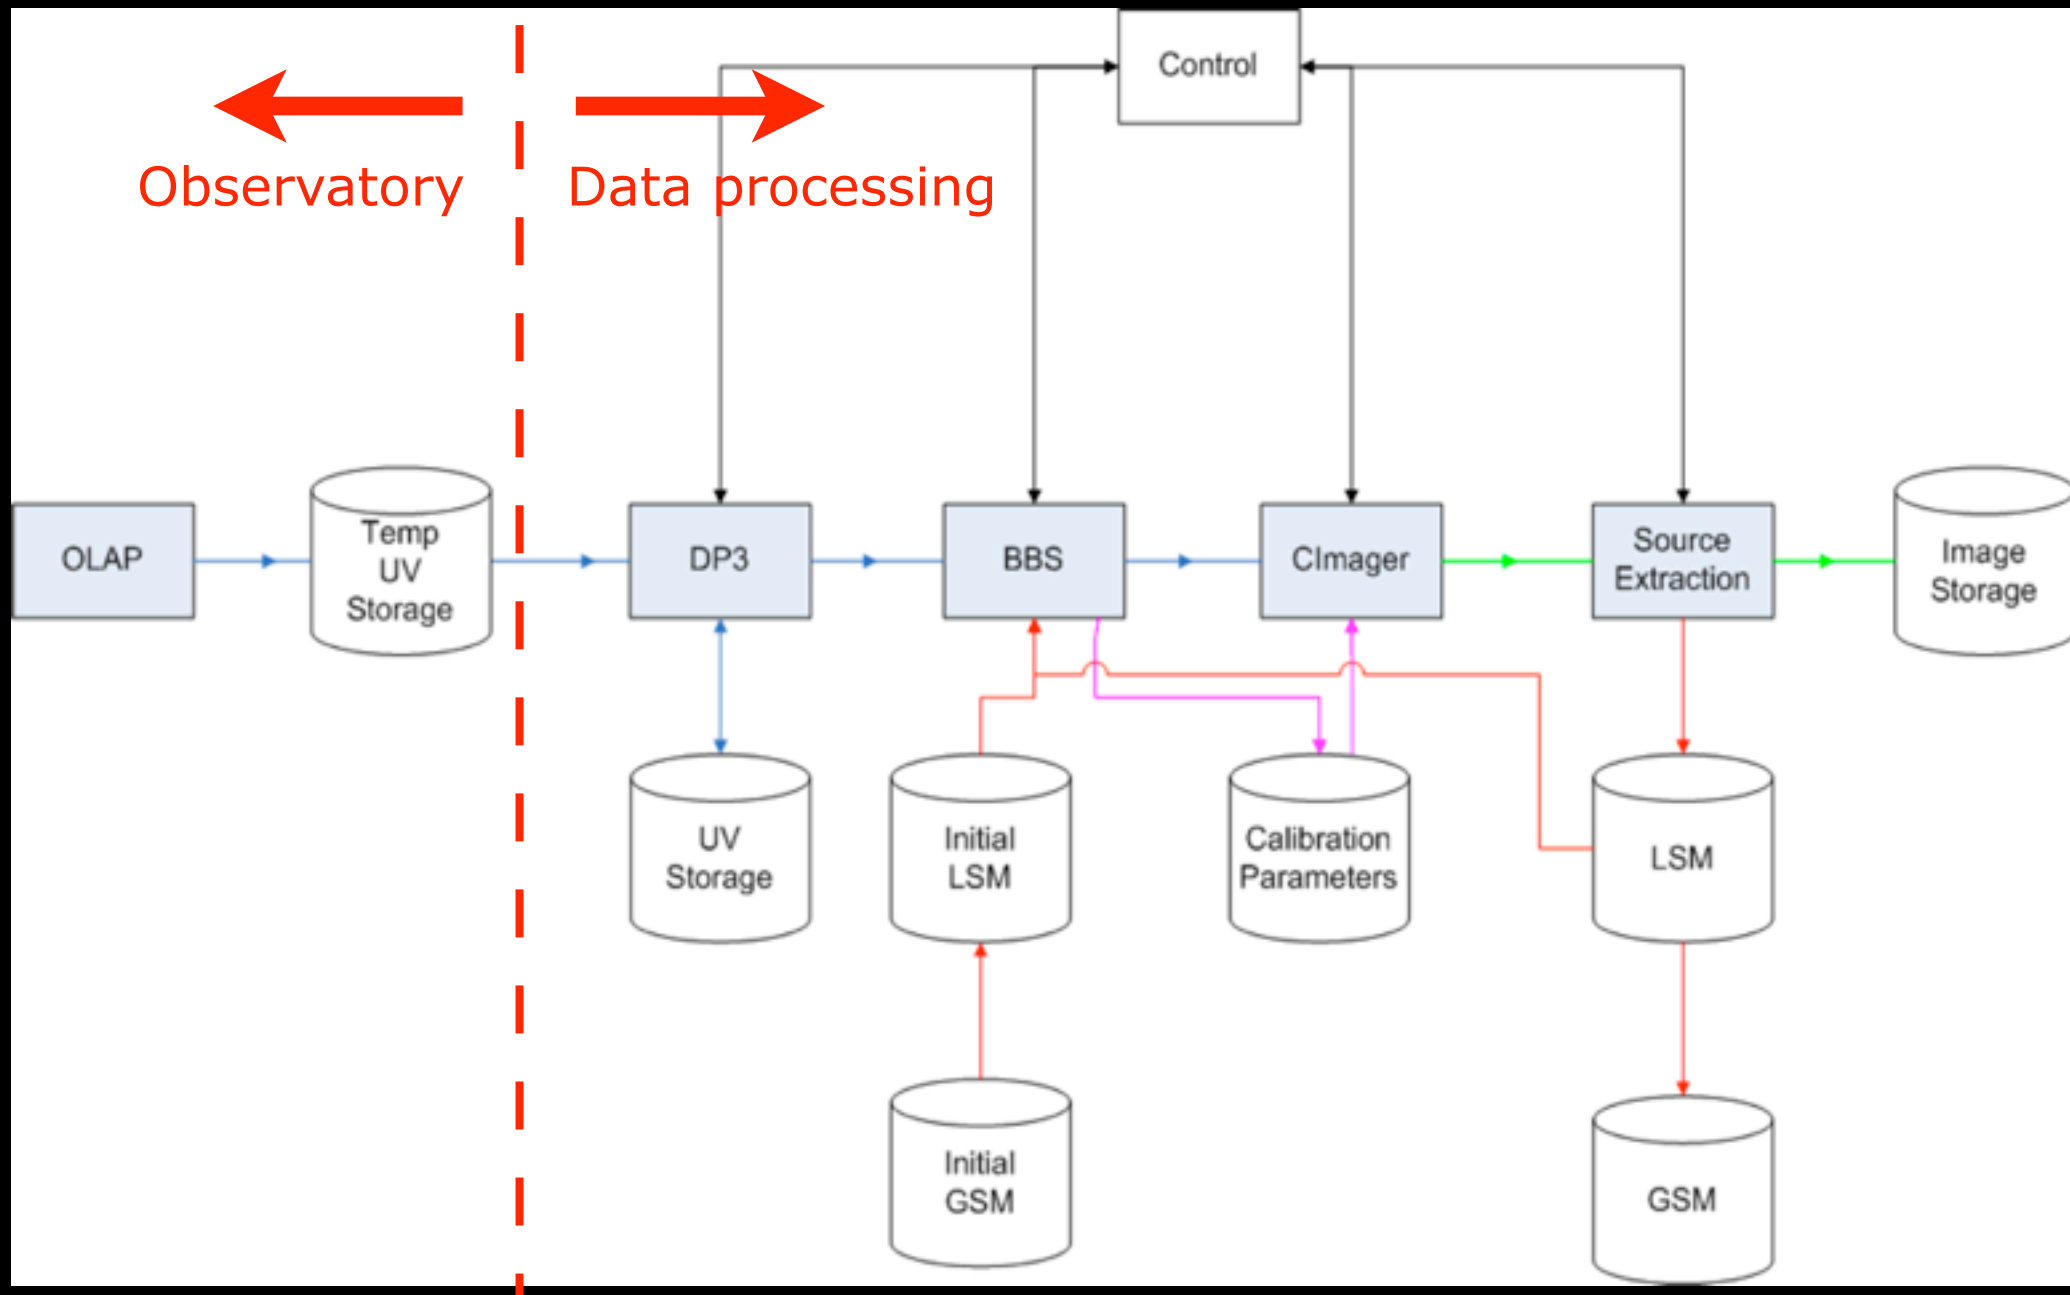 Control
Observatory
Data processing
OLAP
Temp
UV
Storage
DP3
BBS
CImager
Source
Extraction
Image
Storage
UV
Storage
Initial
LSM
Calibration
Parameters
LSM
Initial
GSM
GSM